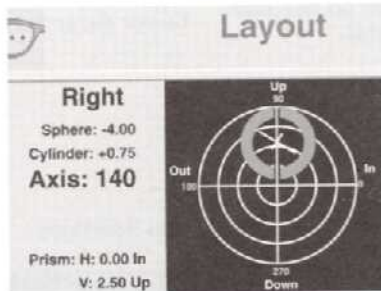 Layout
Right
Sphere: -4.00
Cylinder: +0.75
Axis: 140
Prism: H: 0.00 In
V: 2.50 Up
Up
90
Out
180
In
0
270
Down